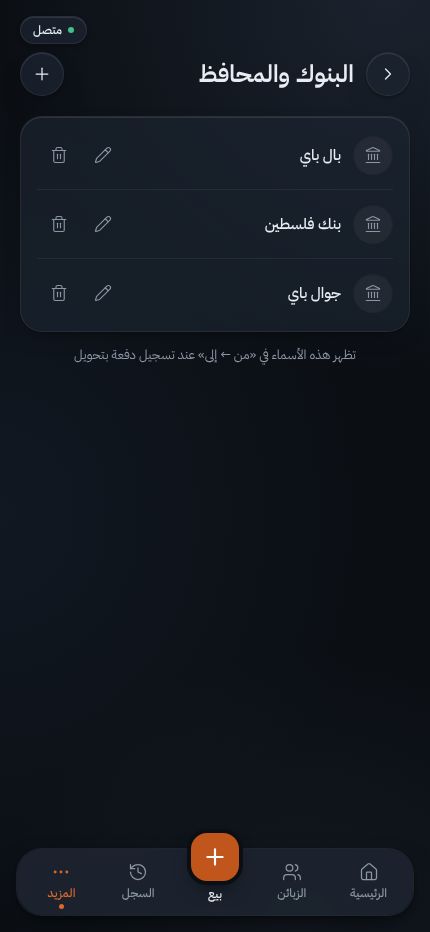 متصل
البنوك والمحافظ
بال باي
بنك فلسطين
جوال باي
تظهر هذه الأسماء في «من ← إلى» عند تسجيل دفعة بتحويل
الرئيسية
الزبائن
بيع
السجل
المزيد